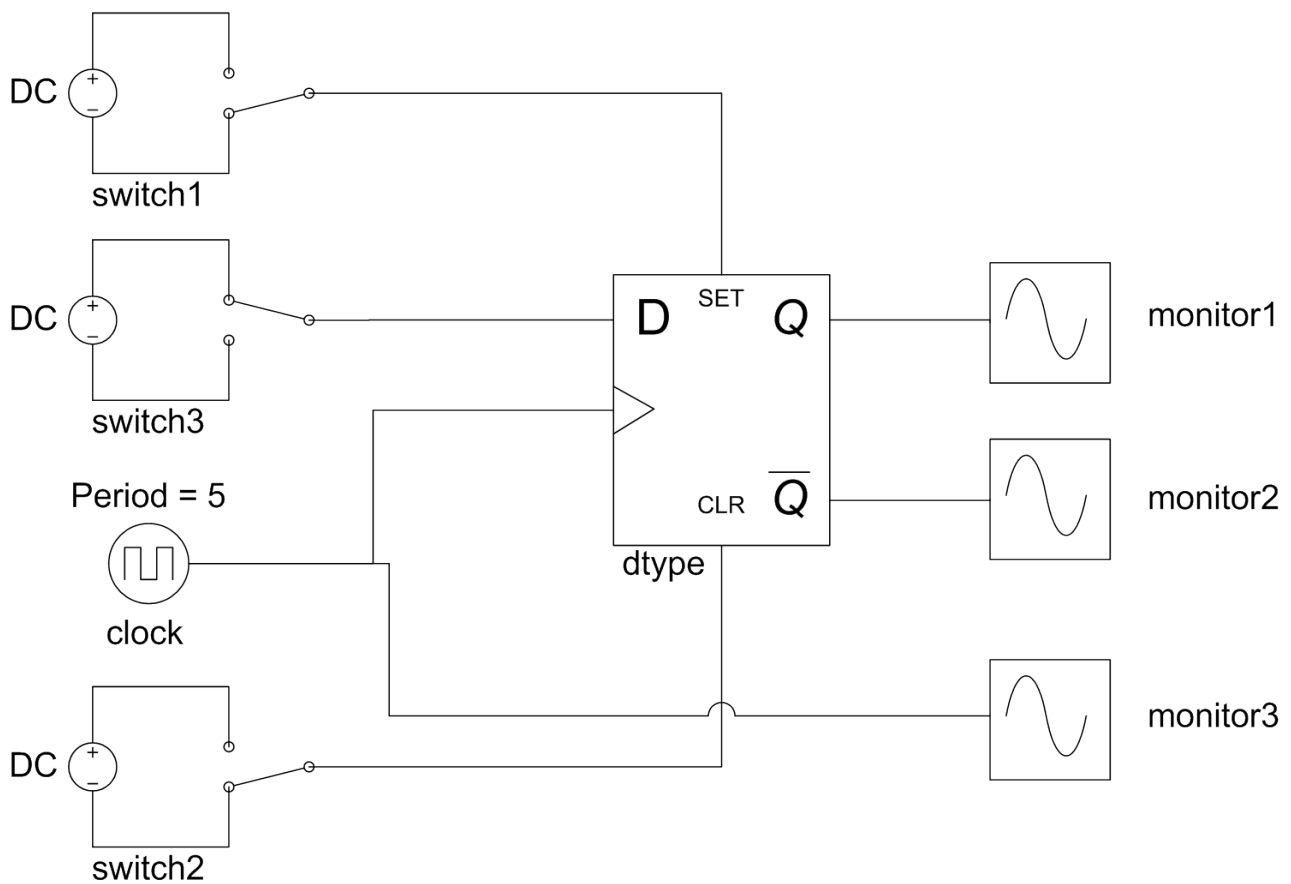 DC
+
−
switch1
DC
+
−
switch3
Period = 5
clock
DC
+
−
switch2
D
SET
Q
CLR
Q̅
dtype
monitor1
monitor2
monitor3